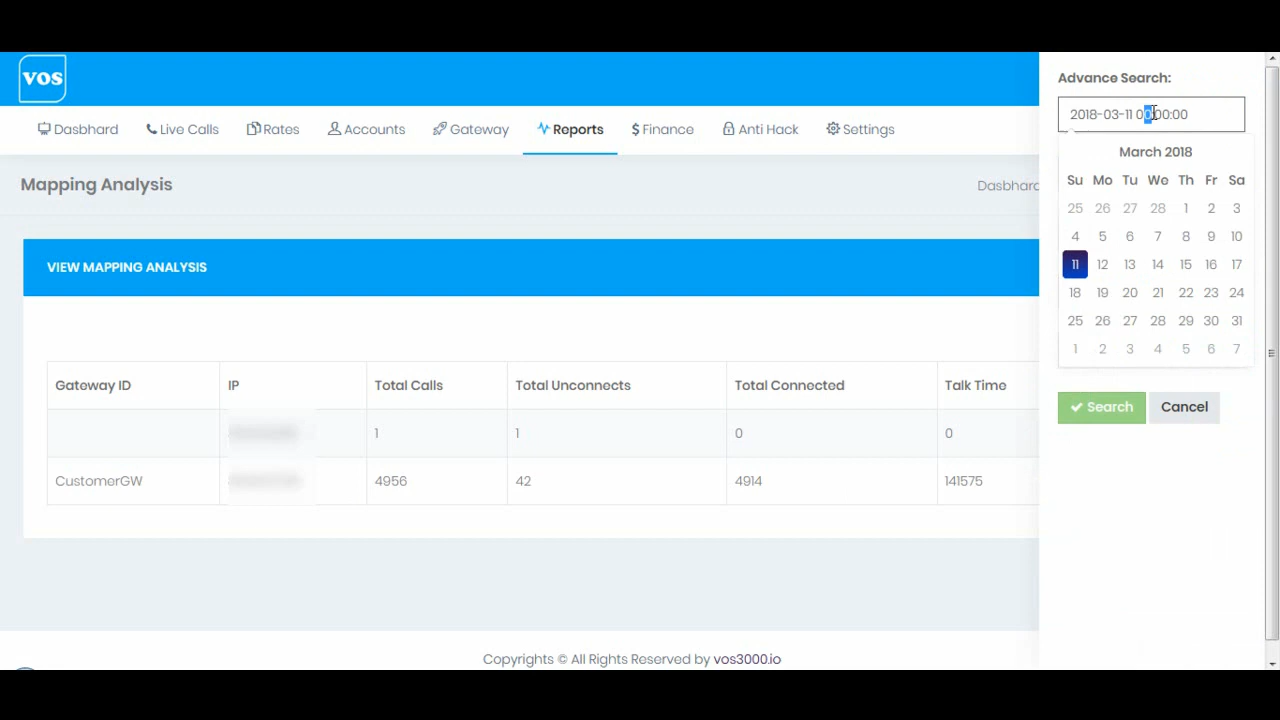 VOS
Dasbhard Live Calls Rates Accounts Gateway Reports $ Finance Anti Hack Settings
Mapping Analysis
Dasbhard
VIEW MAPPING ANALYSIS
Gateway ID IP Total Calls Total Unconnects Total Connected Talk Time
1 1 0 0
CustomerGW 4956 42 4914 141575
Copyrights © All Rights Reserved by vos3000.io
Advance Search:
2018-03-11 00:00:00
March 2018
Su Mo Tu We Th Fr Sa
25 26 27 28 1 2 3
4 5 6 7 8 9 10
11 12 13 14 15 16 17
18 19 20 21 22 23 24
25 26 27 28 29 30 31
1 2 3 4 5 6 7
Search Cancel